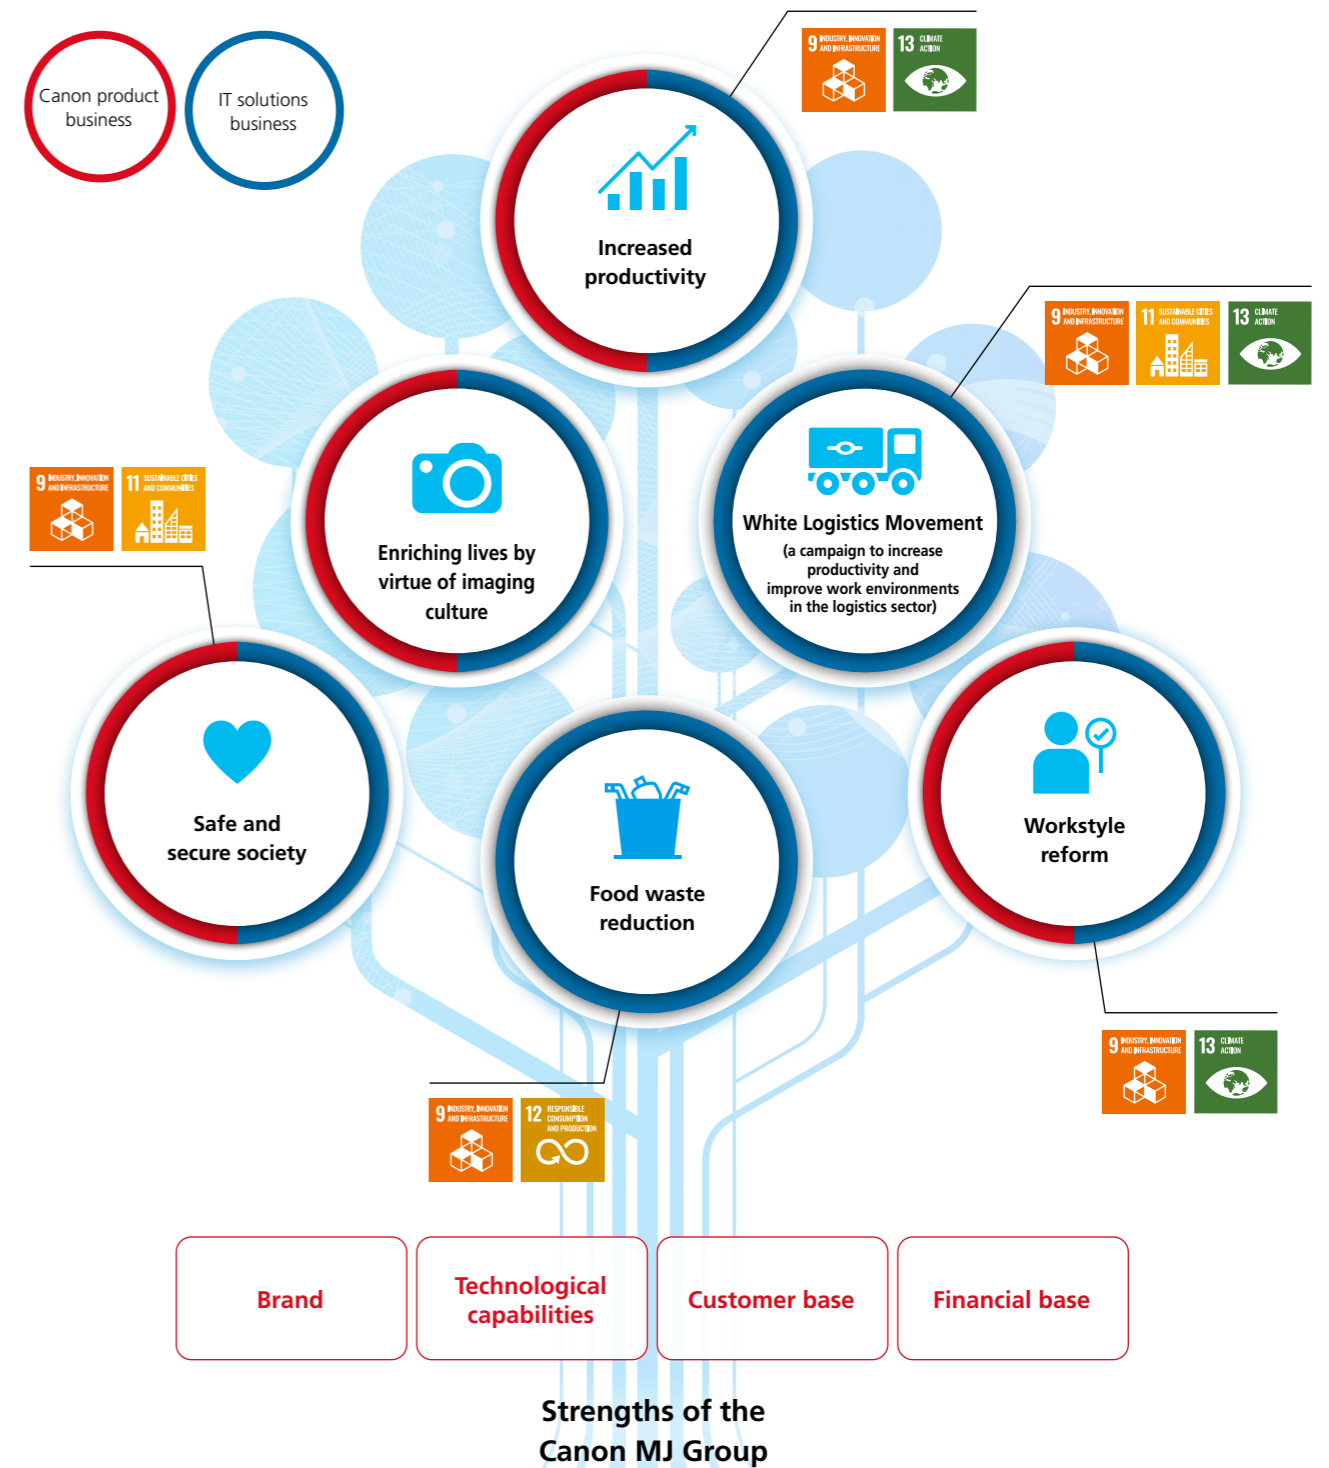 Canon product
business
IT solutions
business
9 INDUSTRY, INNOVATION
AND INFRASTRUCTURE
13 CLIMATE
ACTION
Increased
productivity
9 INDUSTRY, INNOVATION
AND INFRASTRUCTURE
11 SUSTAINABLE CITIES
AND COMMUNITIES
13 CLIMATE
ACTION
Enriching lives by
virtue of imaging
culture
White Logistics Movement
(a campaign to increase
productivity and
improve work environments
in the logistics sector)
9 INDUSTRY, INNOVATION
AND INFRASTRUCTURE
11 SUSTAINABLE CITIES
AND COMMUNITIES
Safe and
secure society
Food waste
reduction
Workstyle
reform
9 INDUSTRY, INNOVATION
AND INFRASTRUCTURE
13 CLIMATE
ACTION
9 INDUSTRY, INNOVATION
AND INFRASTRUCTURE
12 RESPONSIBLE
CONSUMPTION
AND PRODUCTION
Brand
Technological
capabilities
Customer base
Financial base
Strengths of the
Canon MJ Group